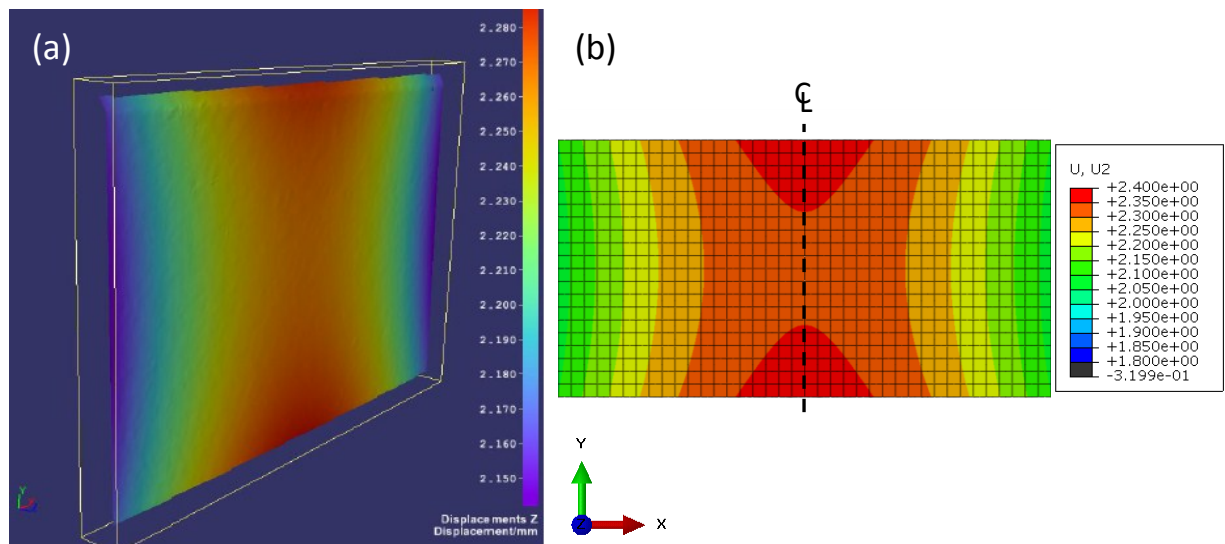 (a)
2.280
2.270
2.260
2.250
2.240
2.230
2.220
2.210
2.200
2.190
2.180
2.170
2.160
2.150
Y
Displacements Z
Displacement/mm
(b)
℄
U, U2
+2.400e+00
+2.350e+00
+2.300e+00
+2.250e+00
+2.200e+00
+2.150e+00
+2.100e+00
+2.050e+00
+2.000e+00
+1.950e+00
+1.900e+00
+1.850e+00
+1.800e+00
-3.199e-01
Y
Z
X